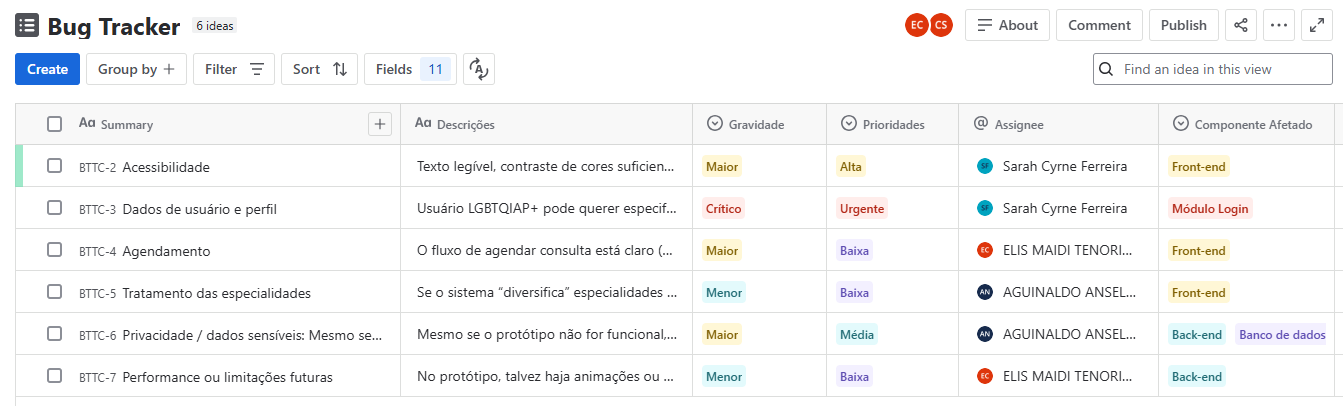 Bug Tracker 6 ideas EC CS About Comment Publish
Create Group by Filter Sort Fields 11 Find an idea in this view
Aa Summary Aa Descrições Gravidade Prioridades @ Assignee Componente Afetado
BTTC-2 Acessibilidade Texto legível, contraste de cores suficien... Maior Alta SF Sarah Cyrne Ferreira Front-end
BTTC-3 Dados de usuário e perfil Usuário LGBTQIAP+ pode querer especif... Crítico Urgente SF Sarah Cyrne Ferreira Módulo Login
BTTC-4 Agendamento O fluxo de agendar consulta está claro (... Maior Baixa EC ELIS MAIDI TENORI... Front-end
BTTC-5 Tratamento das especialidades Se o sistema “diversifica” especialidades ... Menor Baixa AN AGUINALDO ANSEL... Front-end
BTTC-6 Privacidade / dados sensíveis: Mesmo se... Mesmo se o protótipo não for funcional,... Maior Média AN AGUINALDO ANSEL... Back-end Banco de dados
BTTC-7 Performance ou limitações futuras No protótipo, talvez haja animações ou ... Menor Baixa EC ELIS MAIDI TENORI... Back-end